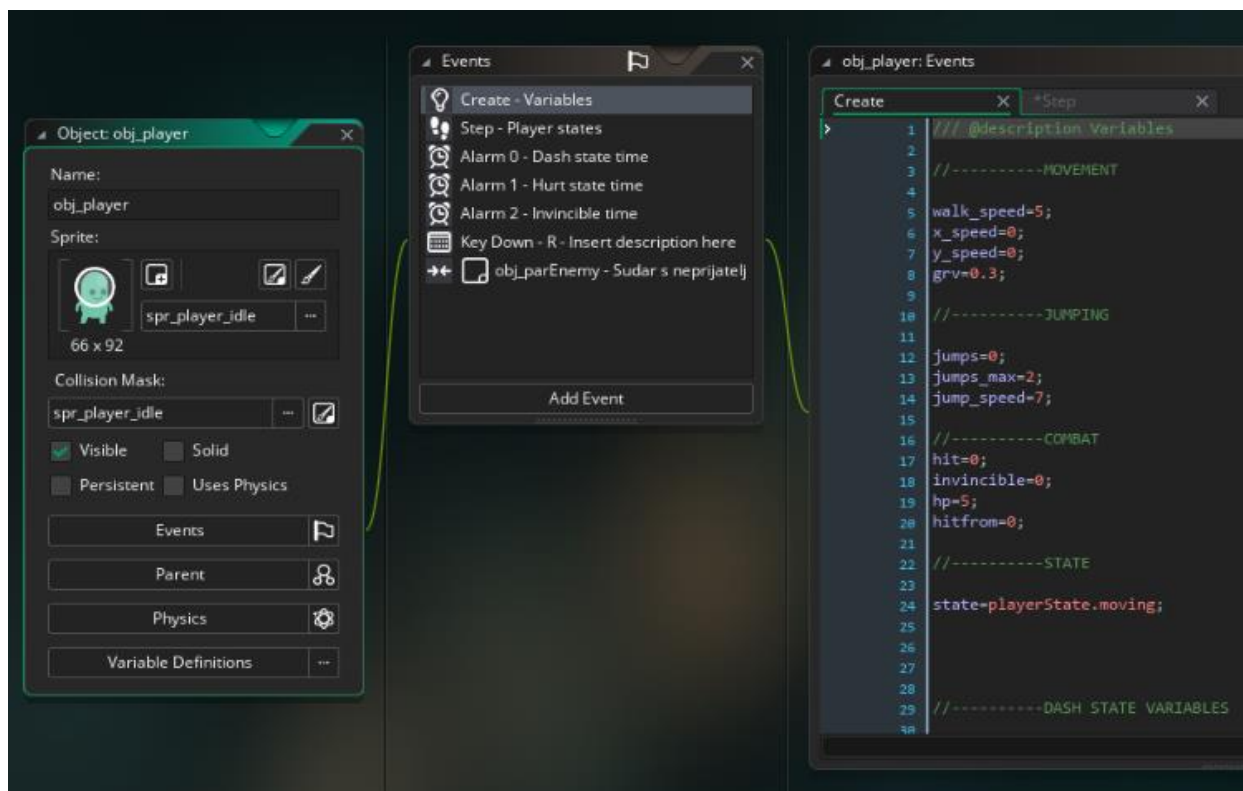 Object: obj_player
Name:
obj_player
Sprite:
spr_player_idle
...
66 x 92
Collision Mask:
spr_player_idle
...
Visible
Solid
Persistent
Uses Physics
Events
Parent
Physics
Variable Definitions
...
Events
Create - Variables
Step - Player states
Alarm 0 - Dash state time
Alarm 1 - Hurt state time
Alarm 2 - Invincible time
Key Down - R - Insert description here
obj_parEnemy - Sudar s neprijatelj
Add Event
obj_player: Events
Create
*Step
1 /// @description Variables
2
3 //----------MOVEMENT
4
5 walk_speed=5;
6 x_speed=0;
7 y_speed=0;
8 grv=0.3;
9
10 //----------JUMPING
11
12 jumps=0;
13 jumps_max=2;
14 jump_speed=7;
15
16 //----------COMBAT
17 hit=0;
18 invincible=0;
19 hp=5;
20 hitfrom=0;
21
22 //----------STATE
23
24 state=playerState.moving;
25
26
27
28
29 //----------DASH STATE VARIABLES
30